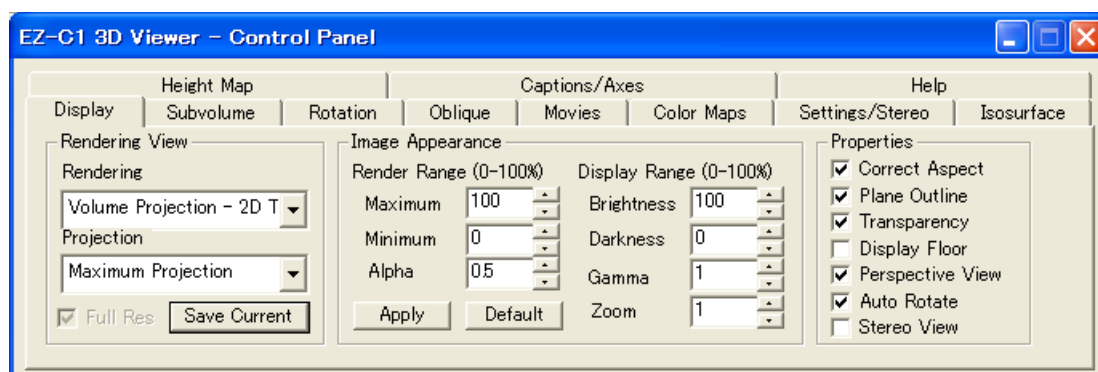 EZ-C1 3D Viewer - Control Panel
Height Map Captions/Axes Help
Display Subvolume Rotation Oblique Movies Color Maps Settings/Stereo Isosurface
Rendering View
Rendering
Volume Projection - 2D T
Projection
Maximum Projection
Full Res Save Current
Image Appearance
Render Range (0-100%) Display Range (0-100%)
Maximum 100 Brightness 100
Minimum 0 Darkness 0
Alpha 0.5 Gamma 1
Apply Default Zoom 1
Properties
Correct Aspect
Plane Outline
Transparency
Display Floor
Perspective View
Auto Rotate
Stereo View